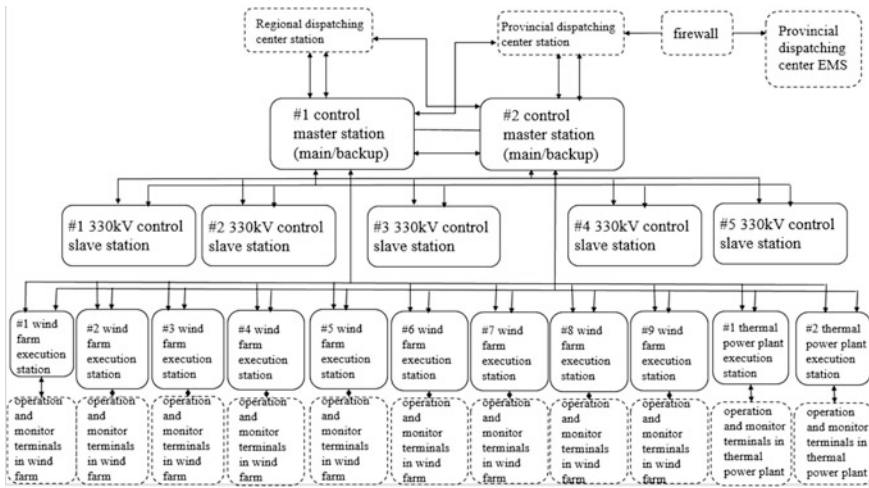 Regional dispatching
center station
Provincial dispatching
center station
firewall
Provincial
dispatching
center EMS
#1 control
master station
(main/backup)
#2 control
master station
(main/backup)
#1 330kV control
slave station
#2 330kV control
slave station
#3 330kV control
slave station
#4 330kV control
slave station
#5 330kV control
slave station
#1 wind
farm
execution
station
#2 wind
farm
execution
station
#3 wind
farm
execution
station
#4 wind
farm
execution
station
#5 wind
farm
execution
station
#6 wind
farm
execution
station
#7 wind
farm
execution
station
#8 wind
farm
execution
station
#9 wind
farm
execution
station
#1 thermal
power plant
execution
station
#2 thermal
power plant
execution
station
operation
and
monitor
terminals
in wind
farm
operation
and
monitor
terminals
in wind
farm
operation
and
monitor
terminals
in wind
farm
operation
and
monitor
terminals
in wind
farm
operation
and
monitor
terminals
in wind
farm
operation
and
monitor
terminals
in wind
farm
operation
and
monitor
terminals
in wind
farm
operation
and
monitor
terminals
in wind
farm
operation
and
monitor
terminals
in wind
farm
operation
and monitor
terminals in
thermal
power plant
operation
and monitor
terminals in
thermal
power plant